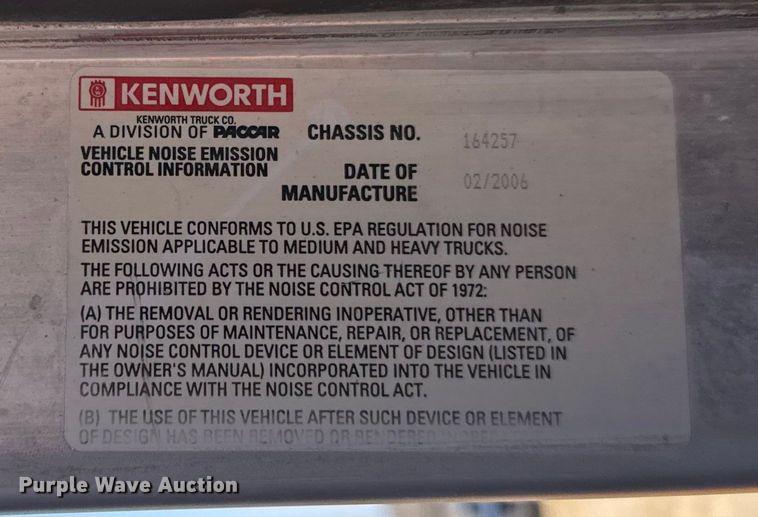 KENWORTH
KENWORTH TRUCK CO.
A DIVISION OF PACCAR
CHASSIS NO. 164257
VEHICLE NOISE EMISSION
CONTROL INFORMATION
DATE OF
MANUFACTURE
02/2006
THIS VEHICLE CONFORMS TO U.S. EPA REGULATION FOR NOISE
EMISSION APPLICABLE TO MEDIUM AND HEAVY TRUCKS.
THE FOLLOWING ACTS OR THE CAUSING THEREOF BY ANY PERSON
ARE PROHIBITED BY THE NOISE CONTROL ACT OF 1972:
(A) THE REMOVAL OR RENDERING INOPERATIVE, OTHER THAN
FOR PURPOSES OF MAINTENANCE, REPAIR, OR REPLACEMENT, OF
ANY NOISE CONTROL DEVICE OR ELEMENT OF DESIGN (LISTED IN
THE OWNER'S MANUAL) INCORPORATED INTO THE VEHICLE IN
COMPLIANCE WITH THE NOISE CONTROL ACT.
(B) THE USE OF THIS VEHICLE AFTER SUCH DEVICE OR ELEMENT
OF DESIGN HAS BEEN REMOVED OR RENDERED
Purple Wave Auction